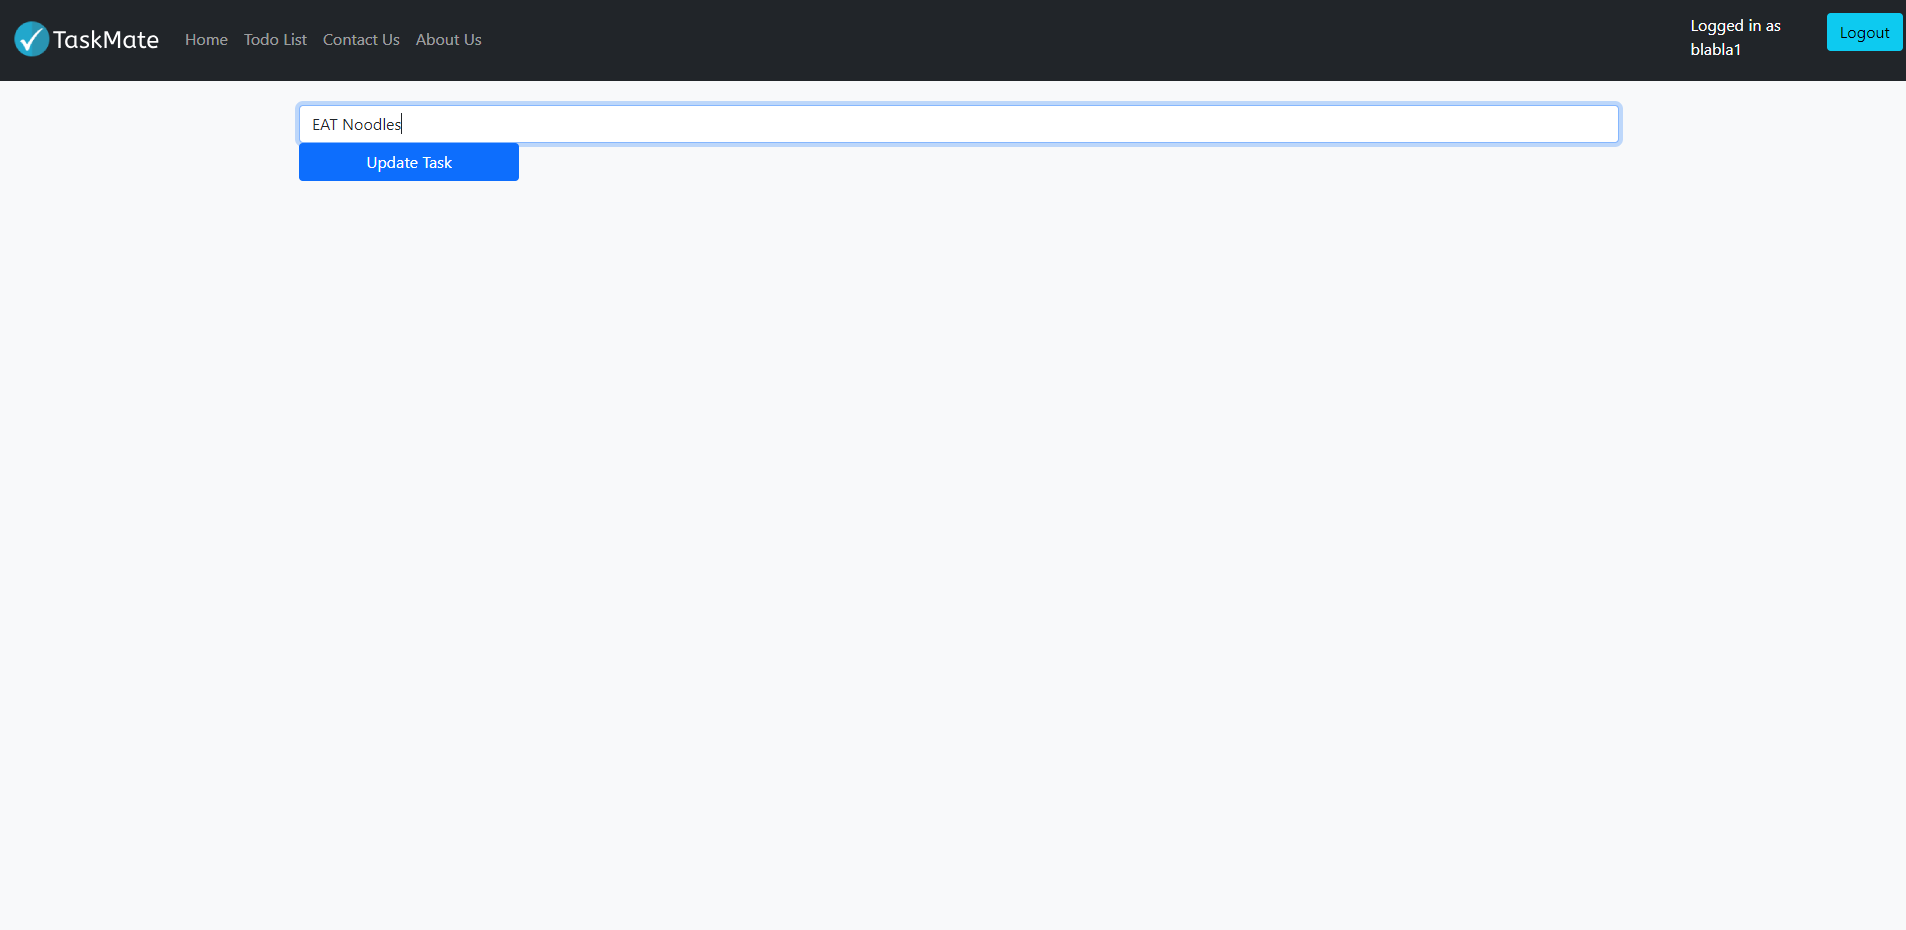 TaskMate Home Todo List Contact Us About Us
Logged in as
blabla1
Logout
EAT Noodles
Update Task